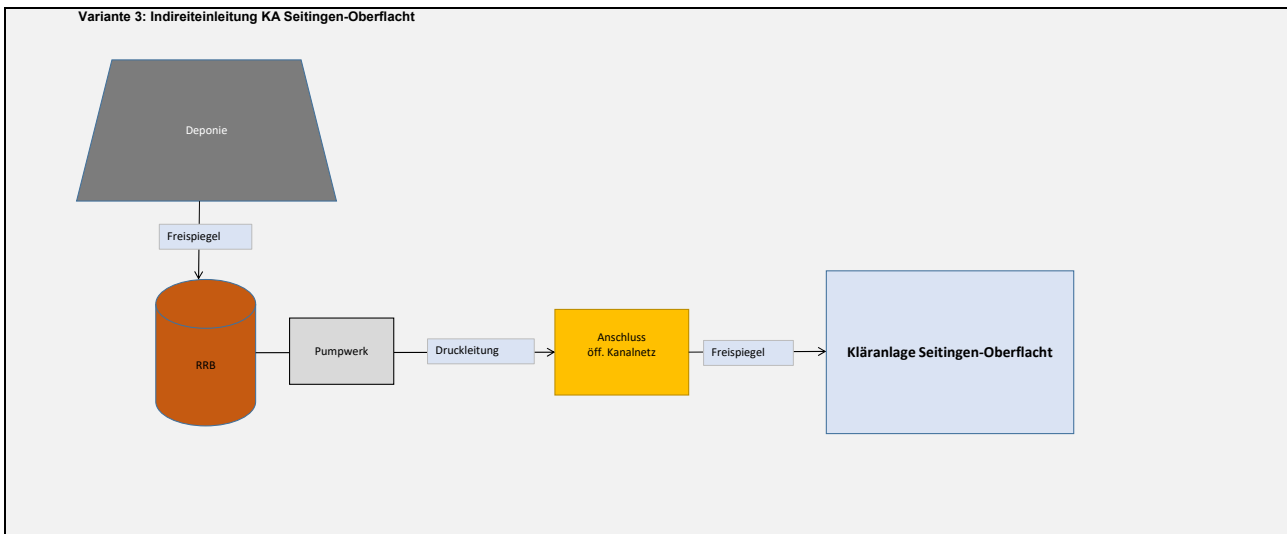 Variante 3: Indireiteinleitung KA Seitingen-Oberflacht
Deponie
Freispiegel
RRB
Pumpwerk
Druckleitung
Anschluss
öff. Kanalnetz
Freispiegel
Kläranlage Seitingen-Oberflacht